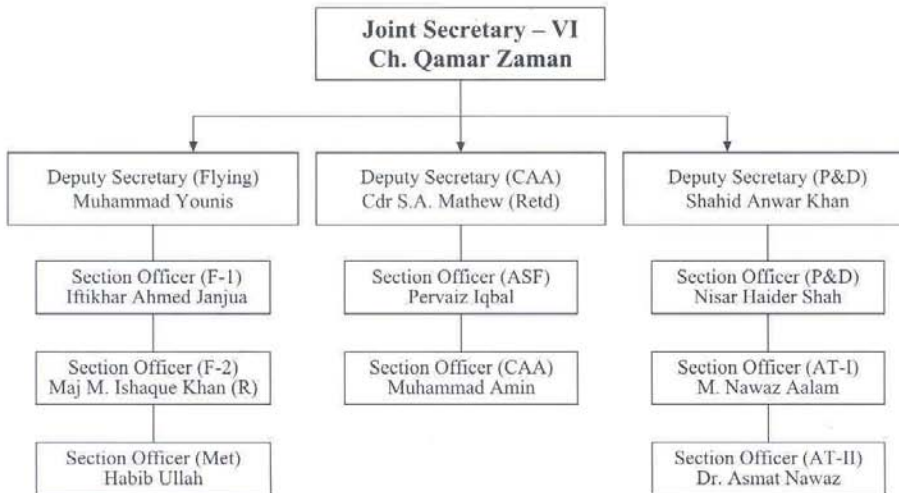 Joint Secretary – VI
Ch. Qamar Zaman
Deputy Secretary (Flying)
Muhammad Younis
Deputy Secretary (CAA)
Cdr S.A. Mathew (Retd)
Deputy Secretary (P&D)
Shahid Anwar Khan
Section Officer (F-1)
Iftikhar Ahmed Janjua
Section Officer (ASF)
Pervaiz Iqbal
Section Officer (P&D)
Nisar Haider Shah
Section Officer (F-2)
Maj M. Ishaque Khan (R)
Section Officer (CAA)
Muhammad Amin
Section Officer (AT-I)
M. Nawaz Aalam
Section Officer (Met)
Habib Ullah
Section Officer (AT-II)
Dr. Asmat Nawaz